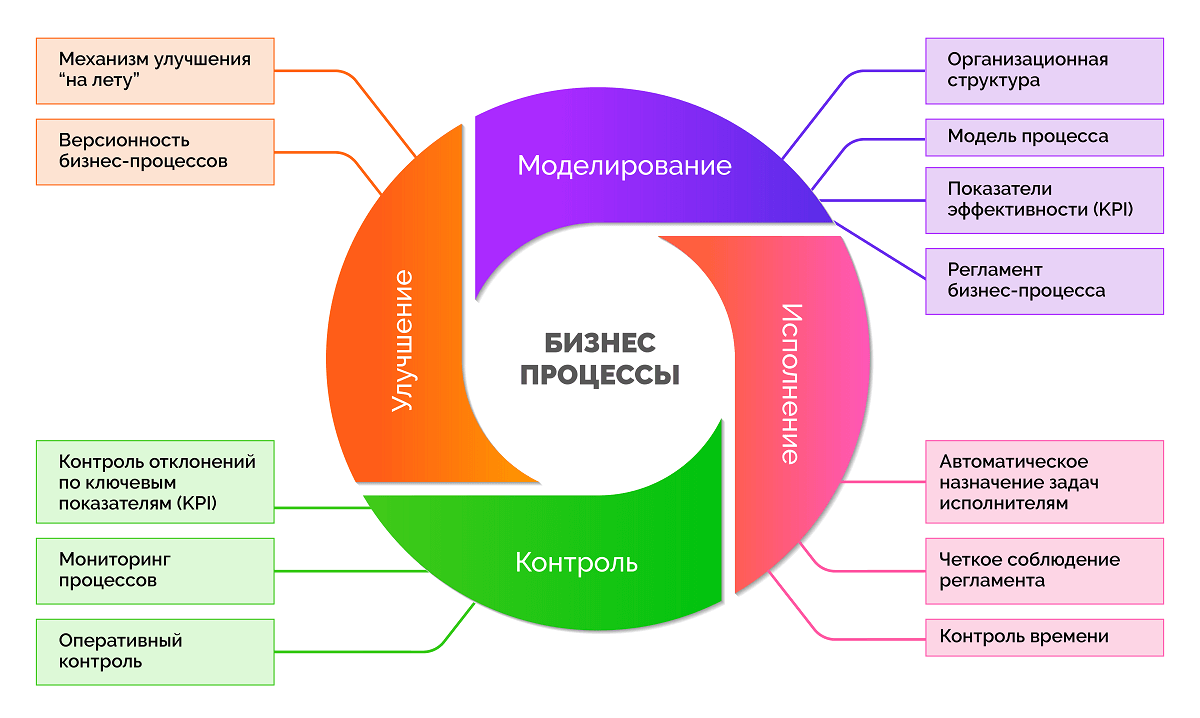 Механизм улучшения
“на лету”
Версионность
бизнес-процессов
Организационная
структура
Модель процесса
Показатели
эффективности (KPI)
Регламент
бизнес-процесса
Моделирование
Исполнение
Улучшение
Контроль
БИЗНЕС
ПРОЦЕССЫ
Контроль отклонений
по ключевым
показателям (KPI)
Мониторинг
процессов
Оперативный
контроль
Автоматическое
назначение задач
исполнителям
Четкое соблюдение
регламента
Контроль времени